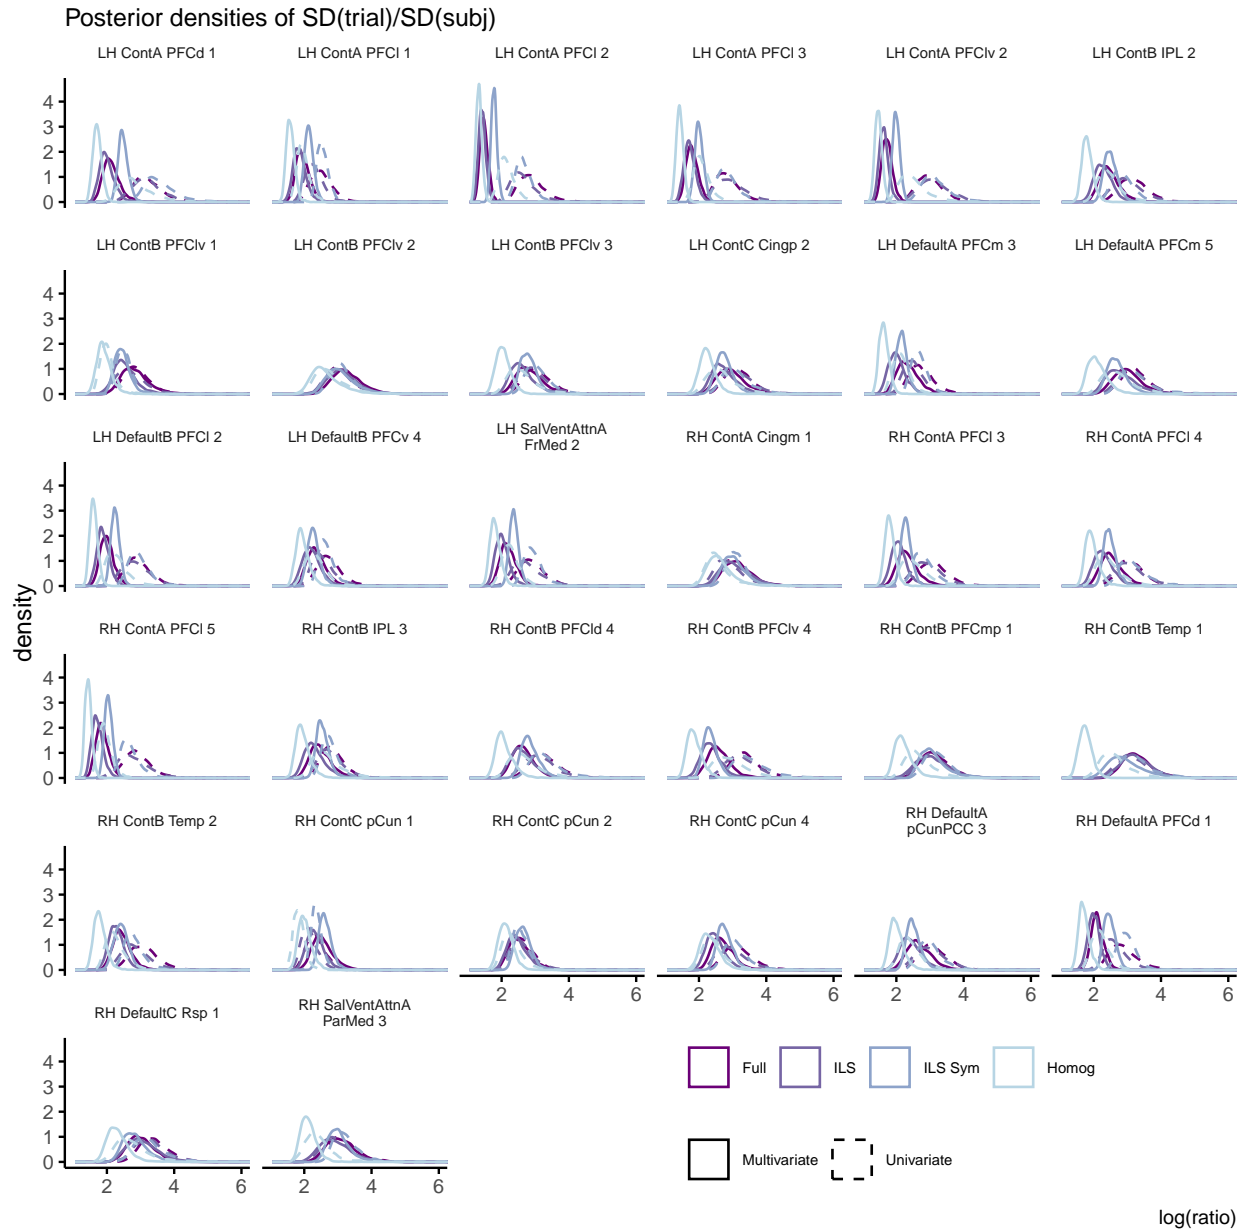 Posterior densities of SD(trial)/SD(subj)
LH ContA PFCd 1
LH ContA PFCl 1
LH ContA PFCl 2
LH ContA PFCl 3
LH ContA PFClv 2
LH ContB IPL 2
4
3
2
1
0
LH ContB PFClv 1
LH ContB PFClv 2
LH ContB PFClv 3
LH ContC Cingp 2
LH DefaultA PFCm 3
LH DefaultA PFCm 5
4
3
2
1
0
LH DefaultB PFCl 2
LH DefaultB PFCv 4
LH SalVentAttnA
FrMed 2
RH ContA Cingm 1
RH ContA PFCl 3
RH ContA PFCl 4
4
3
2
1
0
density
RH ContA PFCl 5
RH ContB IPL 3
RH ContB PFCld 4
RH ContB PFClv 4
RH ContB PFCmp 1
RH ContB Temp 1
4
3
2
1
0
RH ContB Temp 2
RH ContC pCun 1
RH ContC pCun 2
RH ContC pCun 4
RH DefaultA
pCunPCC 3
RH DefaultA PFCd 1
4
3
2
1
0
2 4 6
2 4 6
2 4 6
2 4 6
RH DefaultC Rsp 1
RH SalVentAttnA
ParMed 3
4
3
2
1
0
2 4 6
2 4 6
Full
ILS
ILS Sym
Homog
Multivariate
Univariate
log(ratio)